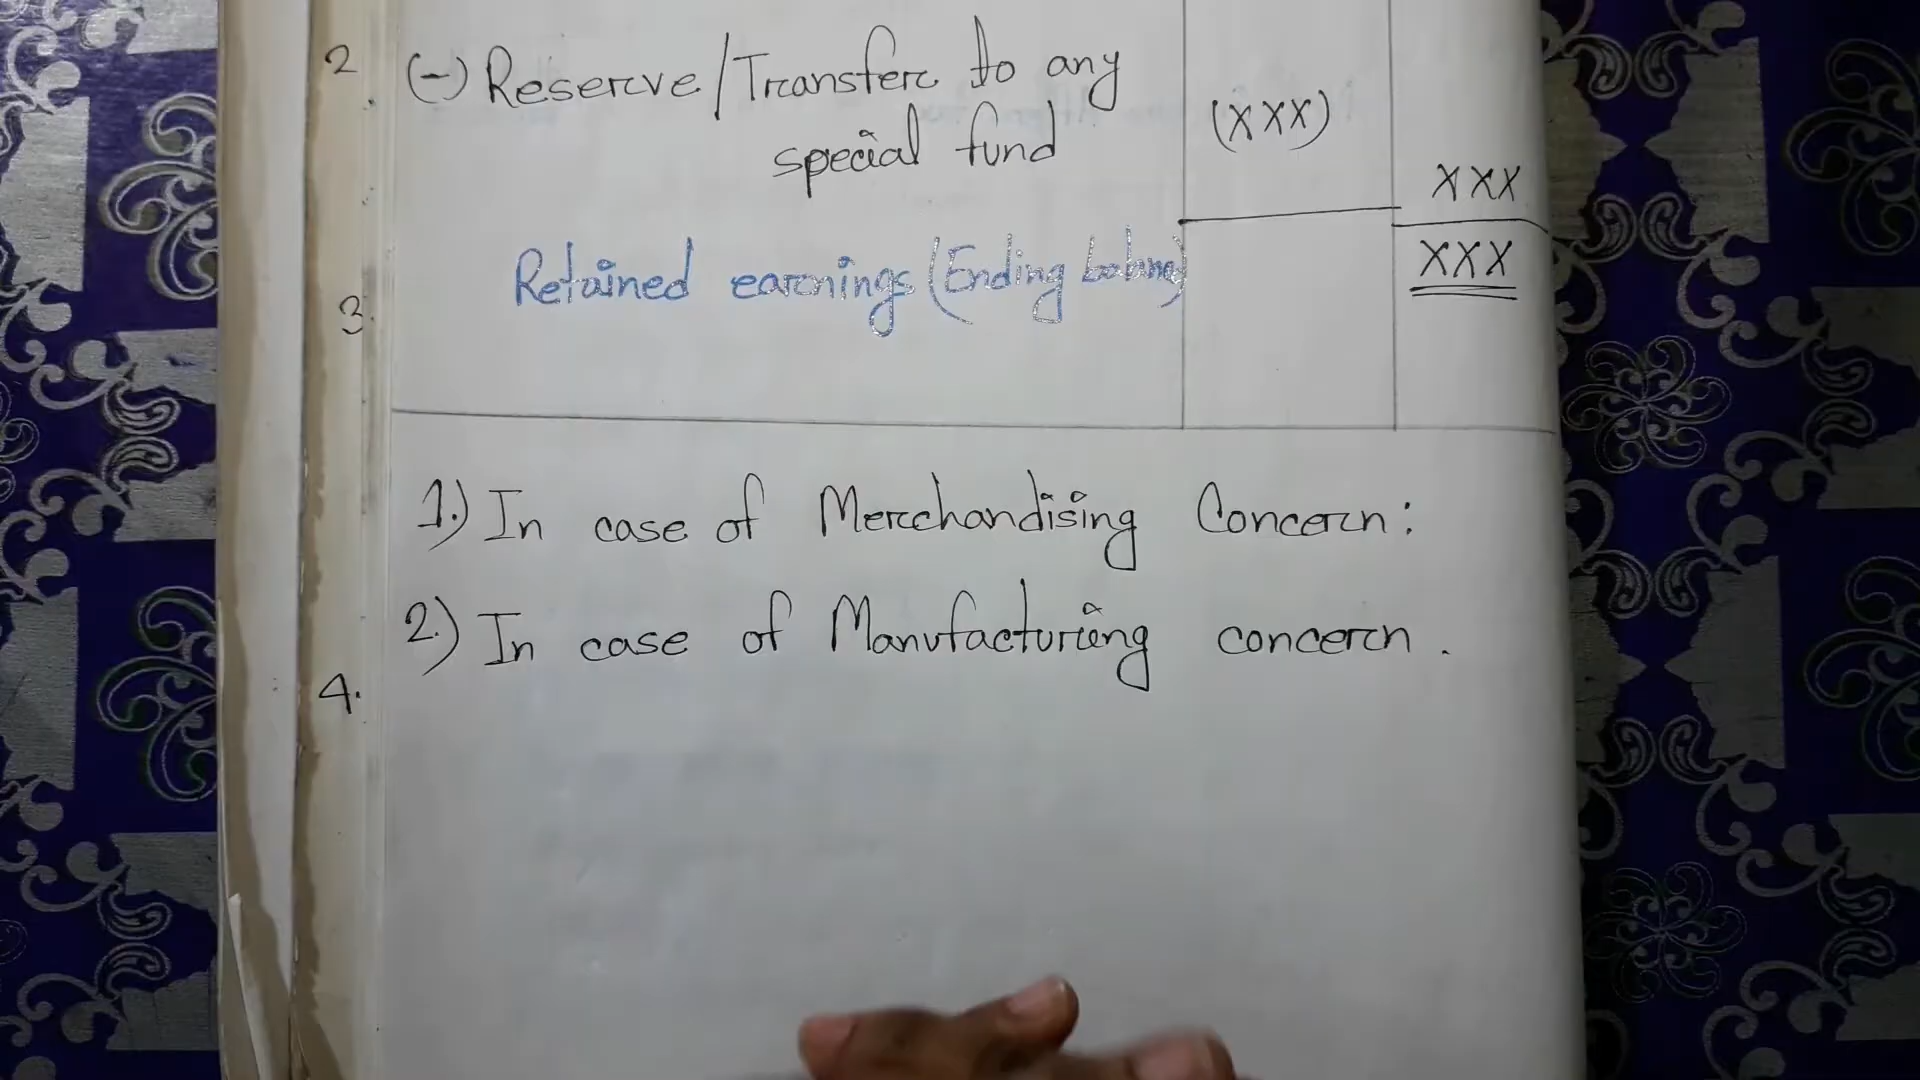 2. (-) Reserve/Transfer to any
special fund
(XXX)
XXX
3. Retained earnings (Ending balance)
XXX
1.) In case of Merchandising Concern:
2.) In case of Manufacturing concern.
4.